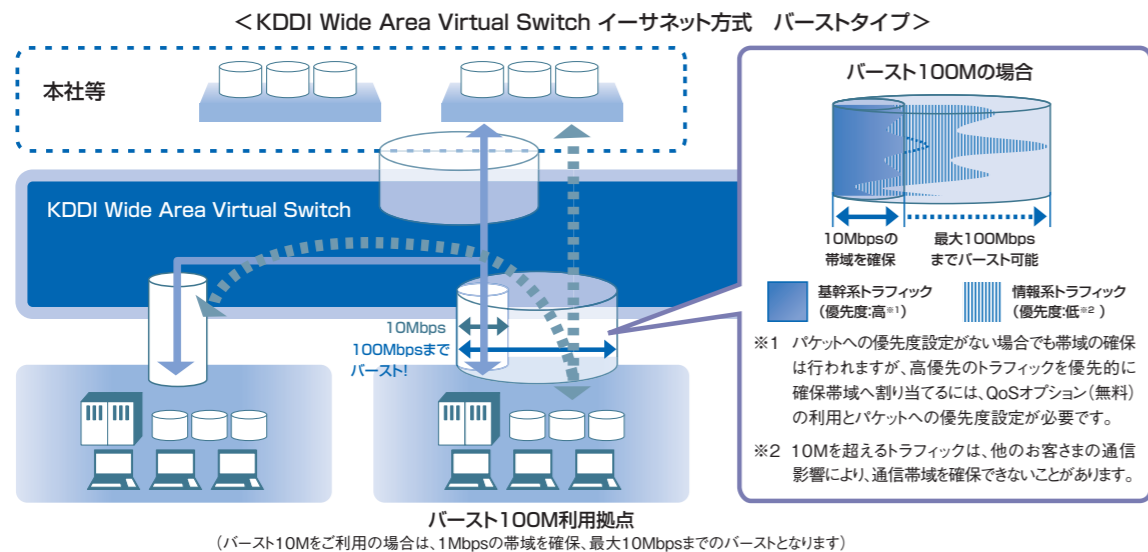 ＜KDDI Wide Area Virtual Switch イーサネット方式　バーストタイプ＞
本社等
KDDI Wide Area Virtual Switch
10Mbps
100Mbpsまで
バースト!
バースト100Mの場合
10Mbpsの
帯域を確保
最大100Mbps
までバースト可能
基幹系トラフィック
（優先度:高※1）
情報系トラフィック
（優先度:低※2）
※1 パケットへの優先度設定がない場合でも帯域の確保
は行われますが、高優先のトラフィックを優先的に
確保帯域へ割り当てるには、QoSオプション（無料）
の利用とパケットへの優先度設定が必要です。
※2 10Mを超えるトラフィックは、他のお客さまの通信
影響により、通信帯域を確保できないことがあります。
バースト100M利用拠点
（バースト10Mをご利用の場合は、1Mbpsの帯域を確保、最大10Mbpsまでのバーストとなります）